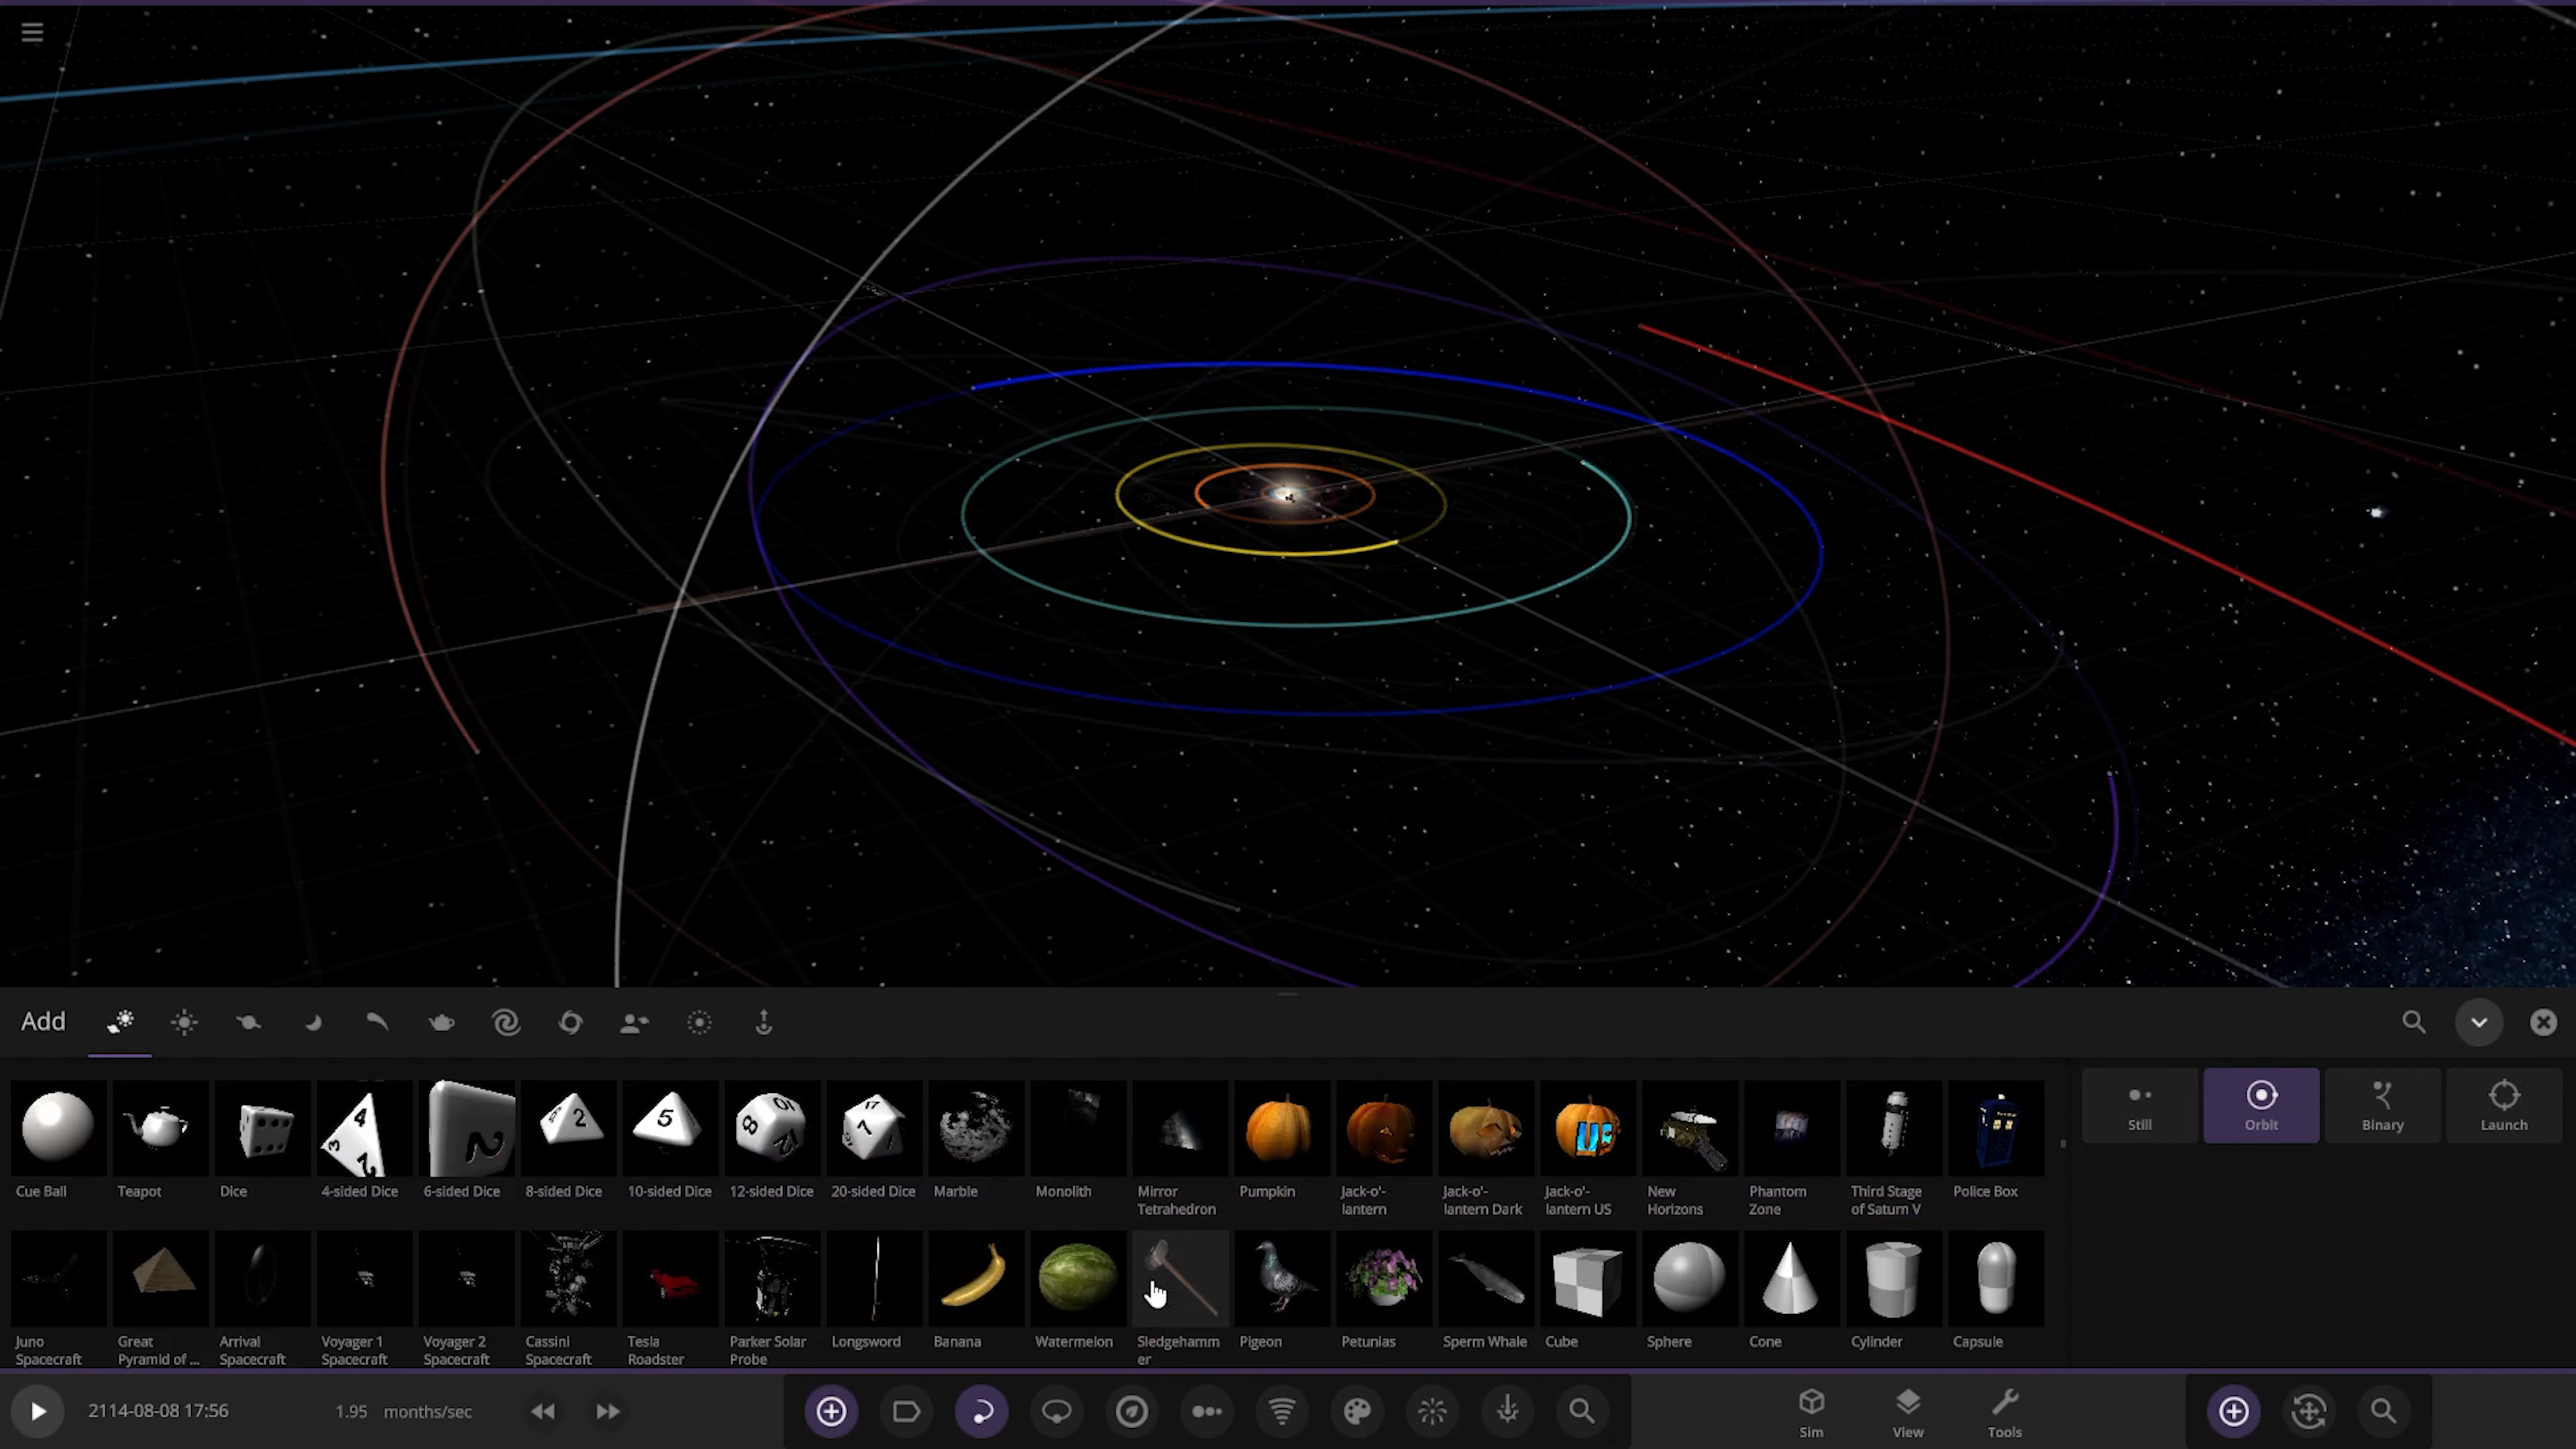 Add
Still
Orbit
Binary
Launch
Cue Ball
Teapot
Dice
4-sided Dice
6-sided Dice
8-sided Dice
10-sided Dice
12-sided Dice
20-sided Dice
Marble
Monolith
Mirror
Tetrahedron
Pumpkin
Jack-o'-
lantern
Jack-o'-
lantern Dark
Jack-o'-
lantern US
New
Horizons
Phantom
Zone
Third Stage
of Saturn V
Police Box
Juno
Spacecraft
Great
Pyramid of ...
Arrival
Spacecraft
Voyager 1
Spacecraft
Voyager 2
Spacecraft
Cassini
Spacecraft
Tesla
Roadster
Parker Solar
Probe
Longsword
Banana
Watermelon
Sledgehamm
er
Pigeon
Petunias
Sperm Whale
Cube
Sphere
Cone
Cylinder
Capsule
2114-08-08 17:56
1.95 months/sec
Sim
View
Tools